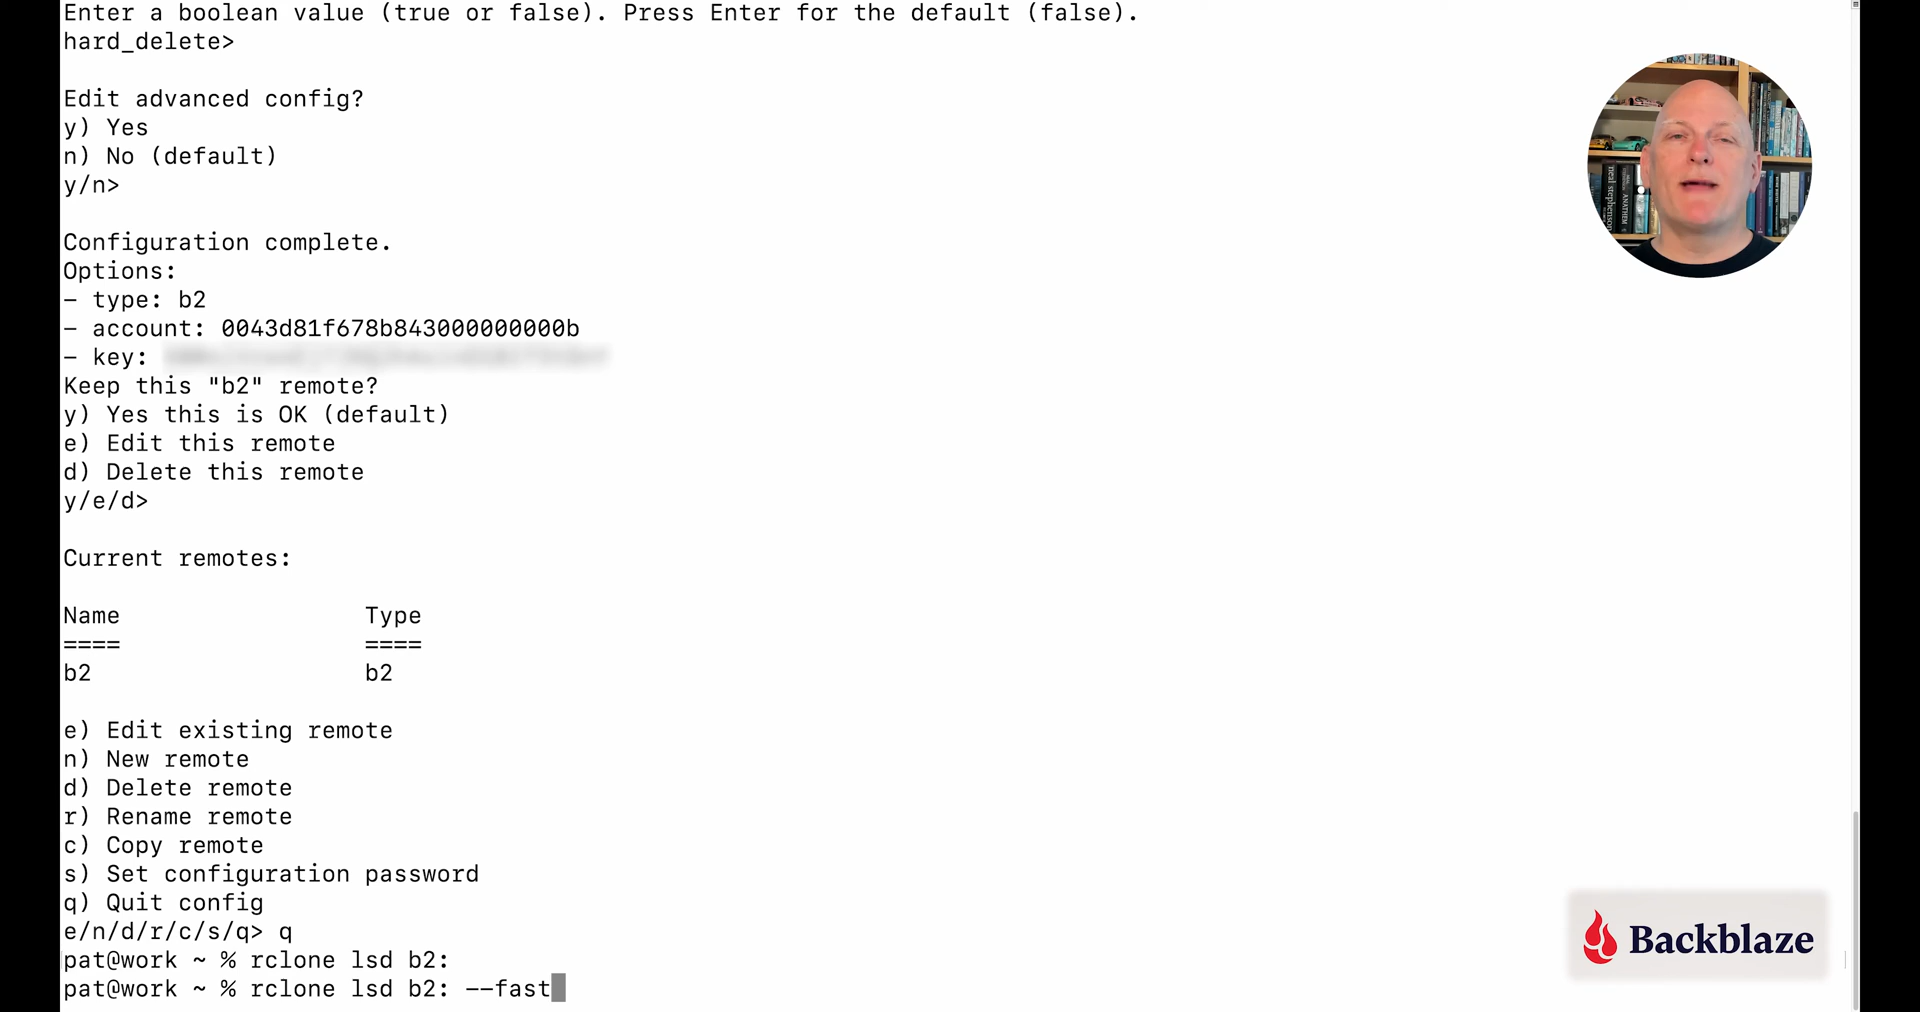 Enter a boolean value (true or false). Press Enter for the default (false).
hard_delete>
Edit advanced config?
y) Yes
n) No (default)
y/n>
Configuration complete.
Options:
- type: b2
- account: 0043d81f678b843000000000b
- key:
Keep this "b2" remote?
y) Yes this is OK (default)
e) Edit this remote
d) Delete this remote
y/e/d>
Current remotes:
Name                 Type
====                 ====
b2                   b2
e) Edit existing remote
n) New remote
d) Delete remote
r) Rename remote
c) Copy remote
s) Set configuration password
q) Quit config
e/n/d/r/c/s/q> q
pat@work ~ % rclone lsd b2:
pat@work ~ % rclone lsd b2: --fast
neal stephenson
ANATHEM
Backblaze